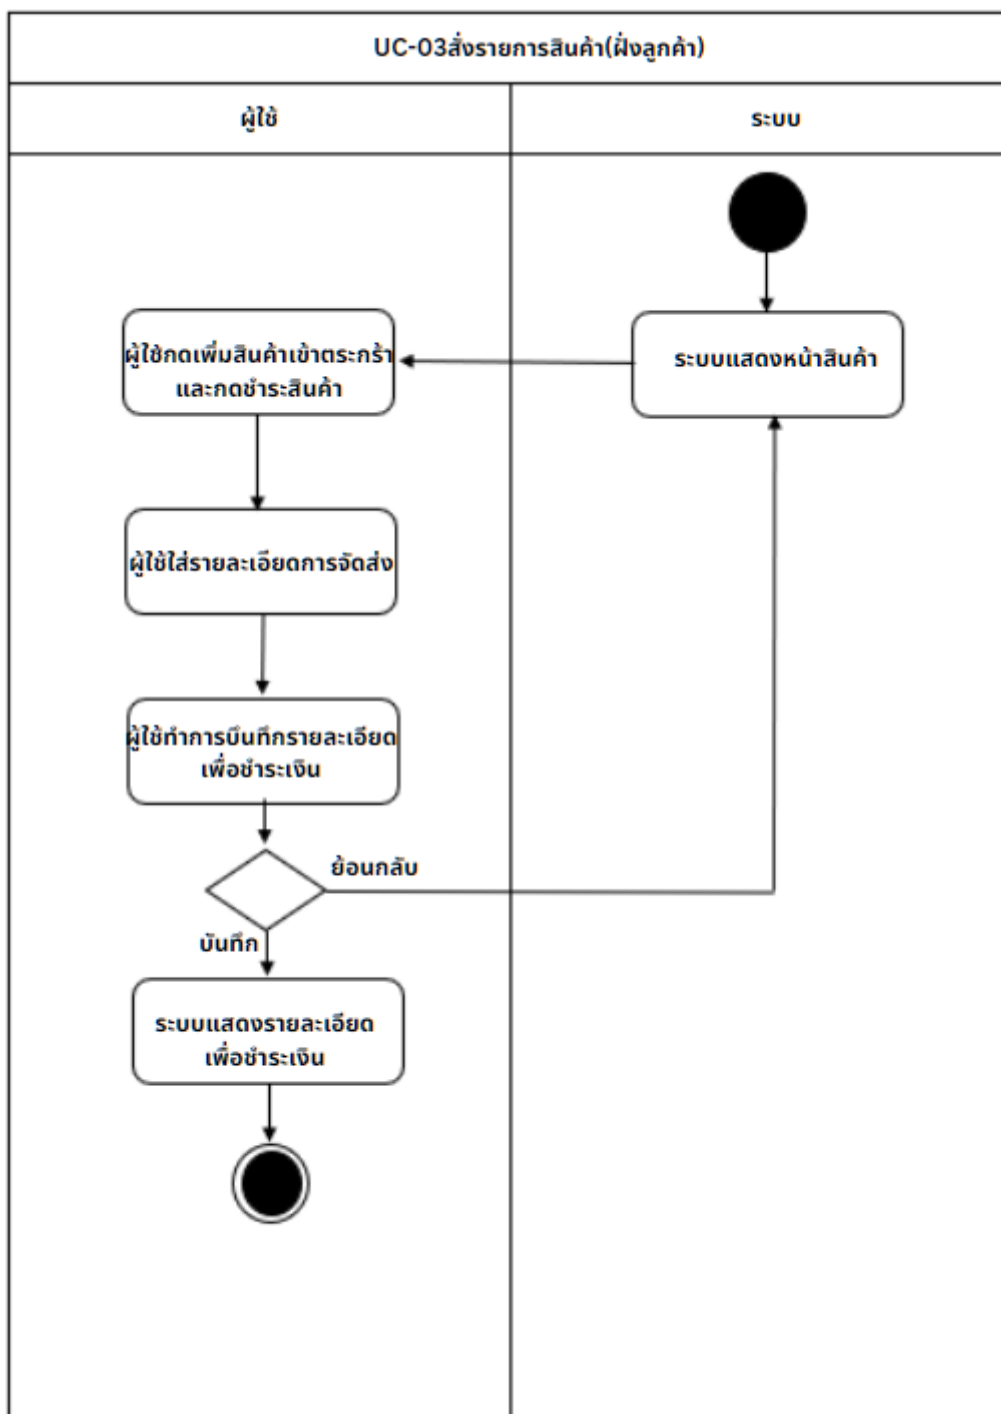 UC-03สั่งรายการสินค้า(ฝั่งลูกค้า)
ผู้ใช้
ระบบ
ระบบแสดงหน้าสินค้า
ผู้ใช้กดเพิ่มสินค้าเข้าตระกร้า
และกดชำระสินค้า
ผู้ใช้ใส่รายละเอียดการจัดส่ง
ผู้ใช้ทำการบึนทึกรายละเอียด
เพื่อชำระเงิน
ย้อนกลับ
บันทึก
ระบบแสดงรายละเอียด
เพื่อชำระเงิน